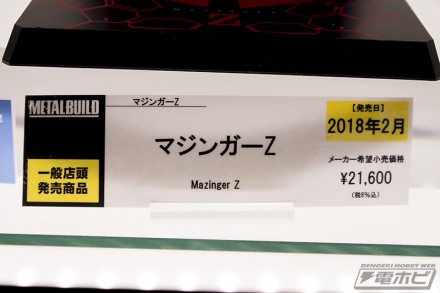 Z
METAL BUILD
マジンガーZ
一般店頭
発売商品
マジンガーZ
Mazinger Z
【発売日】
2018年2月
メーカー希望小売価格
¥21,600
(税8%込)
DENGEKI HOBBY WEB
電ホビ